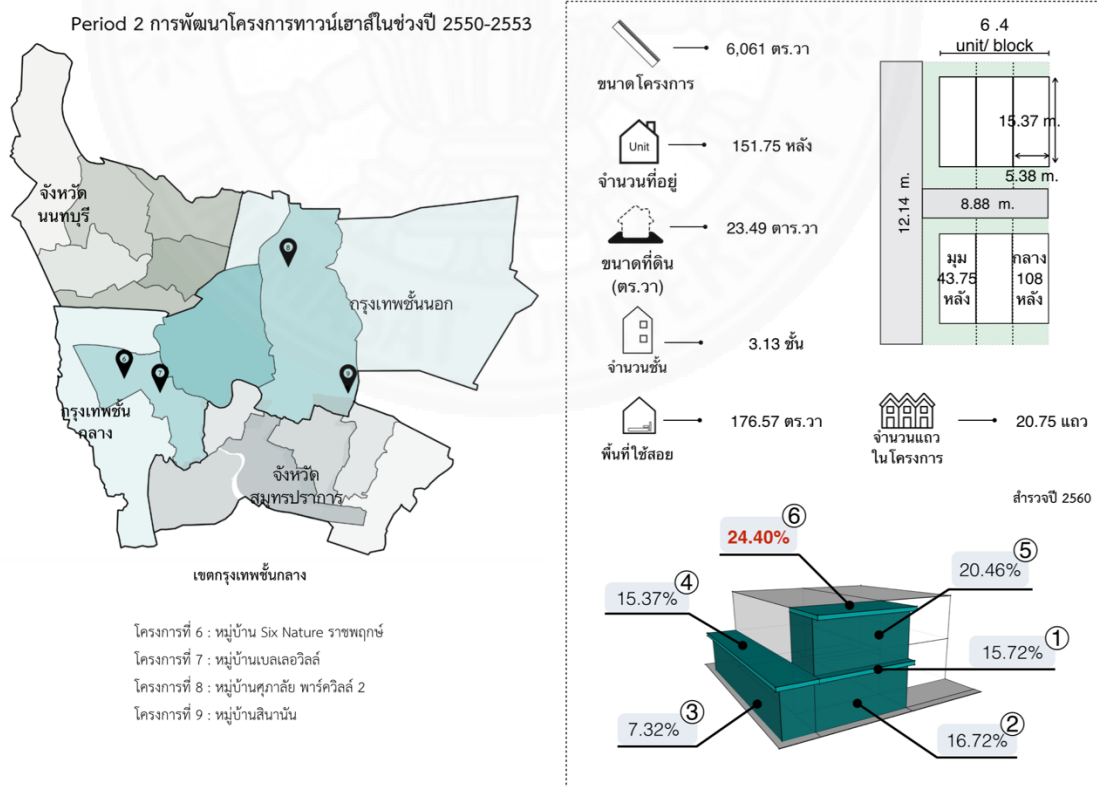 Period 2 การพัฒนาโครงการทาวน์เฮาส์ในช่วงปี 2550-2553
จังหวัด
นนทบุรี
8
กรุงเทพชั้นนอก
6
7
9
กรุงเทพชั้น
กลาง
จังหวัด
สมุทรปราการ
เขตกรุงเทพชั้นกลาง
โครงการที่ 6 : หมู่บ้าน Six Nature ราชพฤกษ์
โครงการที่ 7 : หมู่บ้านเบลเลอวิลล์
โครงการที่ 8 : หมู่บ้านศุภาลัย พาร์ควิลล์ 2
โครงการที่ 9 : หมู่บ้านสินานัน
6,061 ตร.วา
ขนาดโครงการ
Unit
151.75 หลัง
จำนวนที่อยู่
23.49 ตาร.วา
ขนาดที่ดิน
(ตร.วา)
3.13 ชั้น
จำนวนชั้น
176.57 ตร.วา
พื้นที่ใช้สอย
6 .4
unit/ block
15.37 m.
5.38 m.
12.14 m.
8.88 m.
มุม
43.75
หลัง
กลาง
108
หลัง
20.75 แถว
จำนวนแถว
ในโครงการ
สำรวจปี 2560
24.40% ⑥
20.46% ⑤
15.37% ④
15.72% ①
7.32% ③
16.72% ②